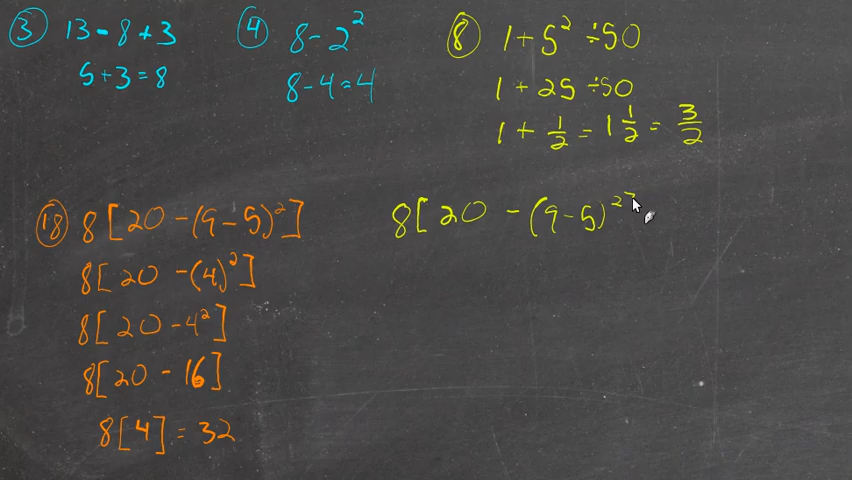 ③ 13 - 8 + 3
5 + 3 = 8
④ 8 - 2²
8 - 4 = 4
⑧ 1 + 5² ÷ 50
1 + 25 ÷ 50
1 + 1/2 = 1 1/2 = 3/2
⑱ 8[20 - (9 - 5)²]
8[20 - (4)²]
8[20 - 4²]
8[20 - 16]
8[4] = 32
8[20 - (9 - 5)²